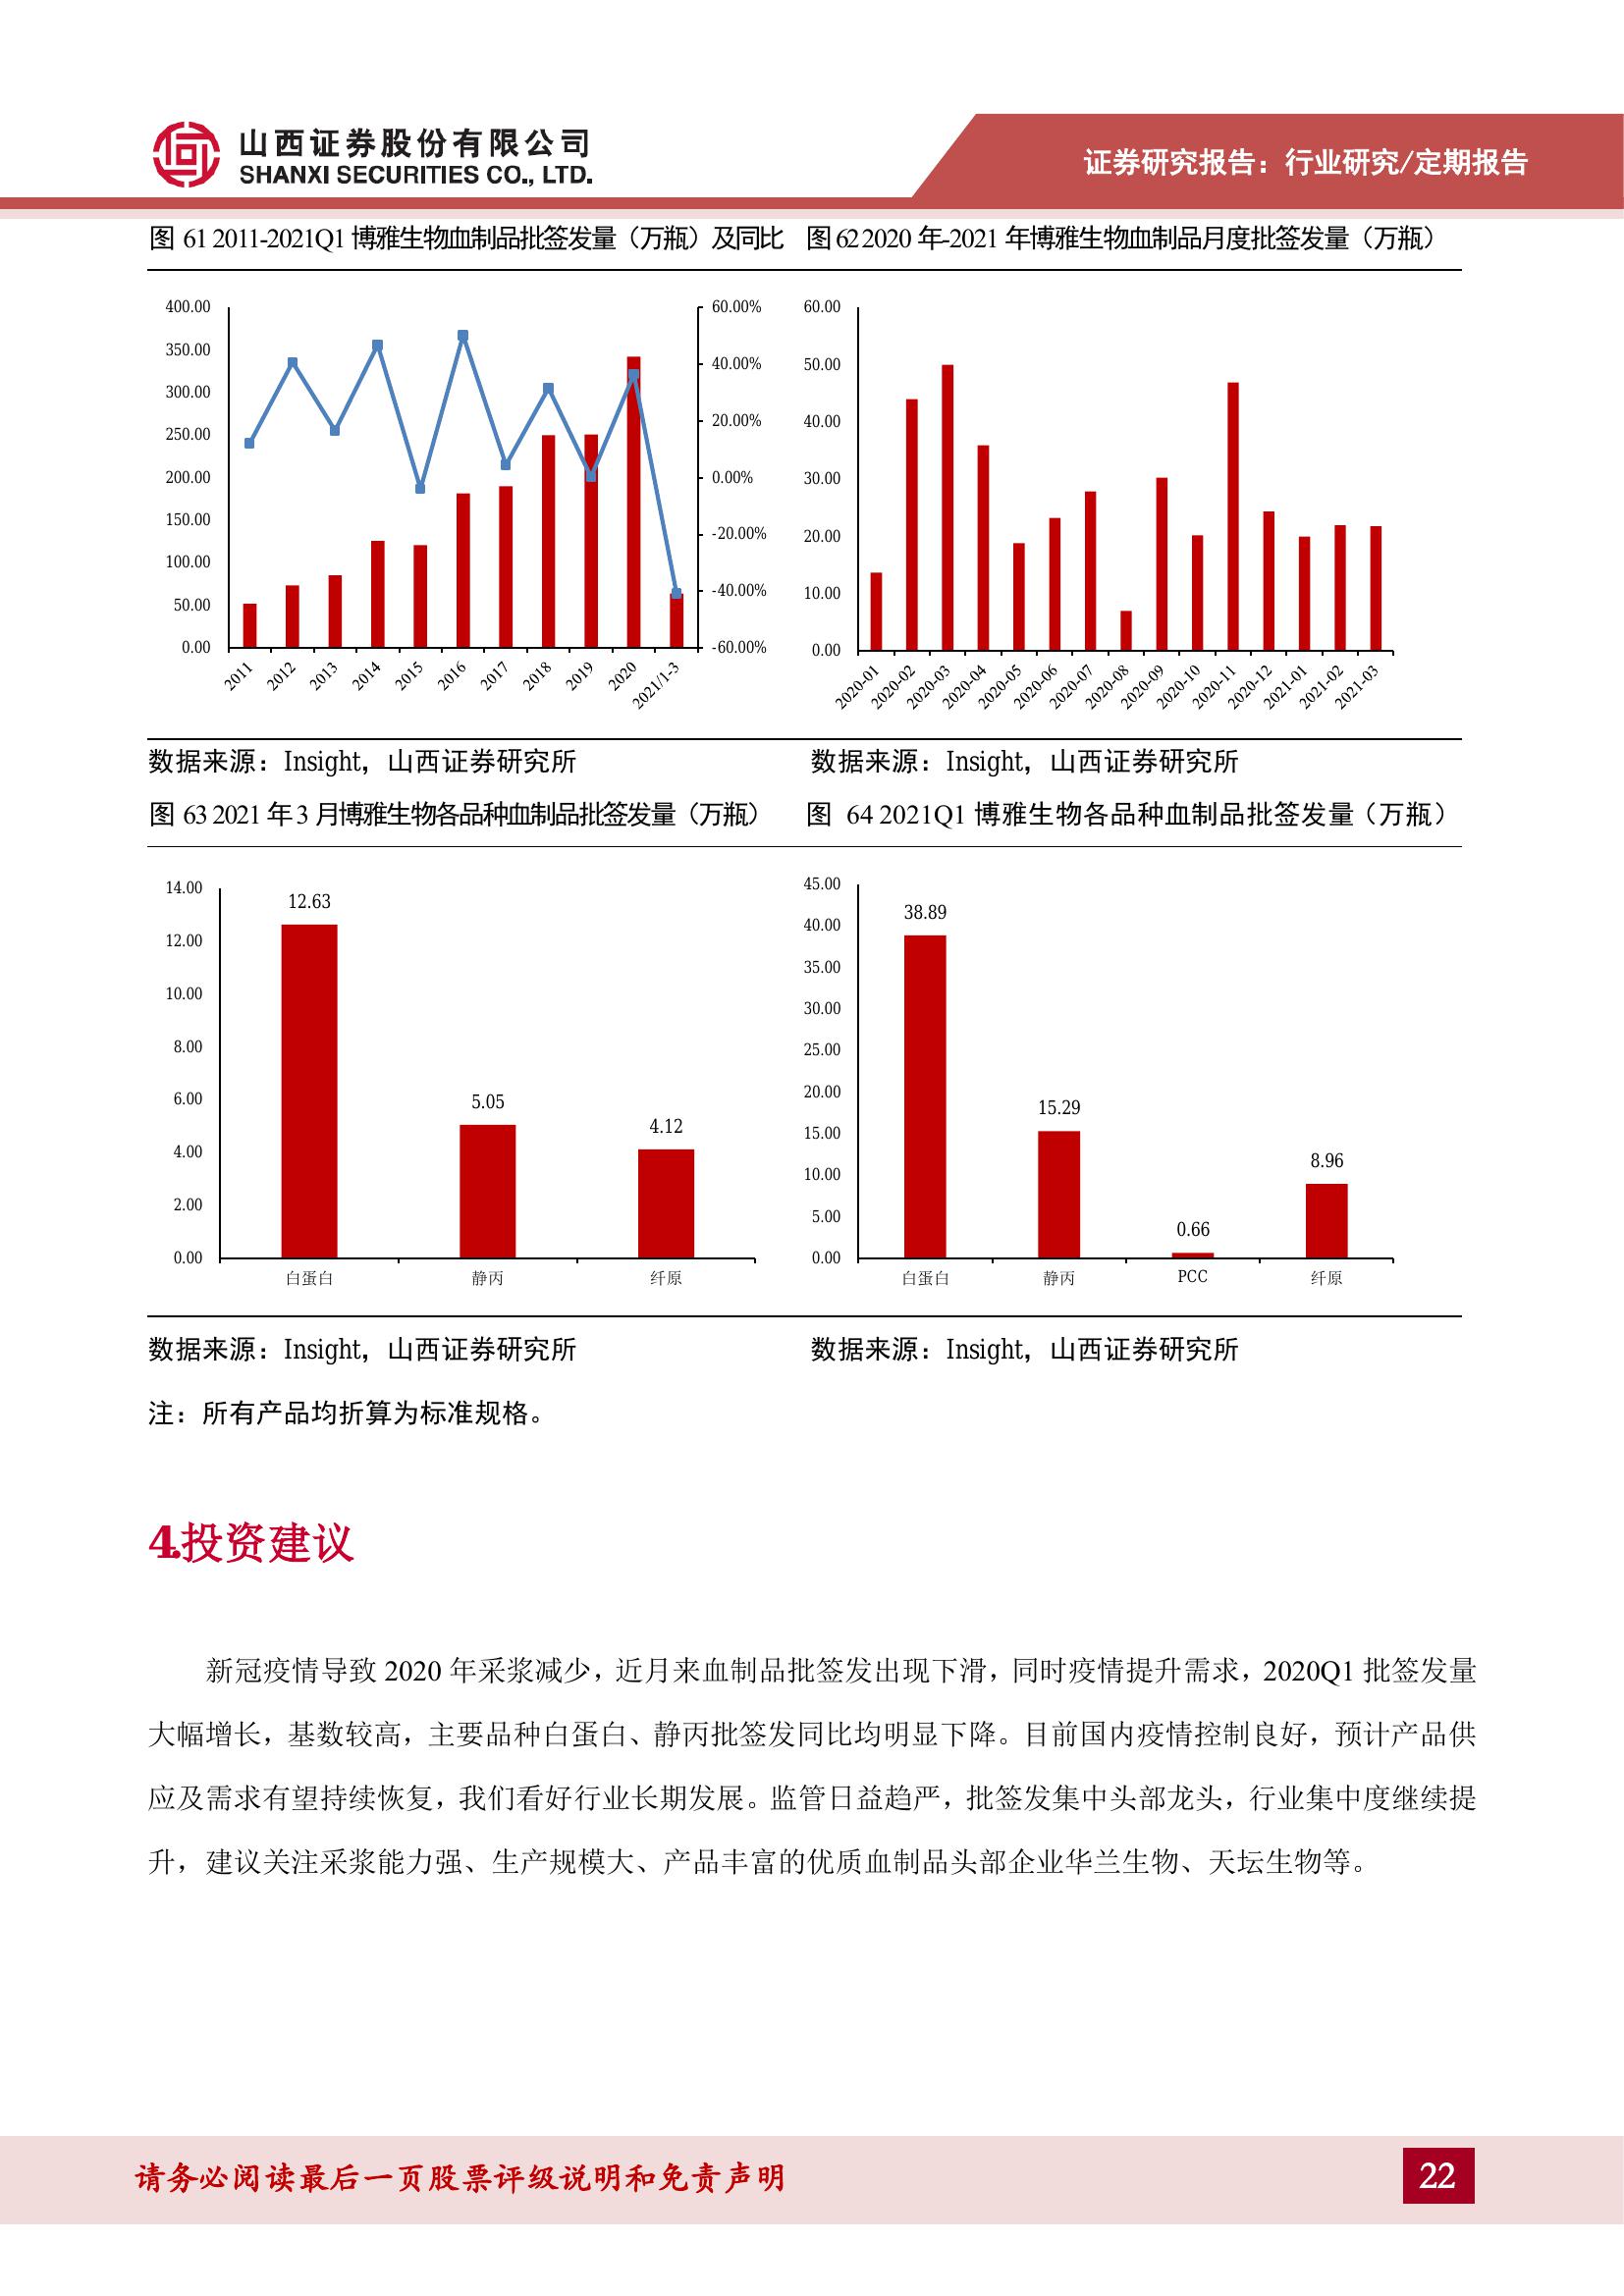 山西证券股份有限公司
SHANXI SECURITIES CO., LTD.
证券研究报告：行业研究/定期报告
图 61 2011-2021Q1 博雅生物血制品批签发量（万瓶）及同比
400.00
350.00
300.00
250.00
200.00
150.00
100.00
50.00
0.00
60.00%
40.00%
20.00%
0.00%
-20.00%
-40.00%
-60.00%
2011 2012 2013 2014 2015 2016 2017 2018 2019 2020 2021/1-3
数据来源：Insight，山西证券研究所
图 62 2020 年-2021 年博雅生物血制品月度批签发量（万瓶）
60.00
50.00
40.00
30.00
20.00
10.00
0.00
2020-01 2020-02 2020-03 2020-04 2020-05 2020-06 2020-07 2020-08 2020-09 2020-10 2020-11 2020-12 2021-01 2021-02 2021-03
数据来源：Insight，山西证券研究所
图 63 2021 年 3 月博雅生物各品种血制品批签发量（万瓶）
14.00
12.00
10.00
8.00
6.00
4.00
2.00
0.00
12.63
5.05
4.12
白蛋白 静丙 纤原
数据来源：Insight，山西证券研究所
图 64 2021Q1 博雅生物各品种血制品批签发量（万瓶）
45.00
40.00
35.00
30.00
25.00
20.00
15.00
10.00
5.00
0.00
38.89
15.29
0.66
8.96
白蛋白 静丙 PCC 纤原
数据来源：Insight，山西证券研究所
注：所有产品均折算为标准规格。
4.投资建议
新冠疫情导致 2020 年采浆减少，近月来血制品批签发出现下滑，同时疫情提升需求，2020Q1 批签发量
大幅增长，基数较高，主要品种白蛋白、静丙批签发同比均明显下降。目前国内疫情控制良好，预计产品供
应及需求有望持续恢复，我们看好行业长期发展。监管日益趋严，批签发集中头部龙头，行业集中度继续提
升，建议关注采浆能力强、生产规模大、产品丰富的优质血制品头部企业华兰生物、天坛生物等。
请务必阅读最后一页股票评级说明和免责声明
22